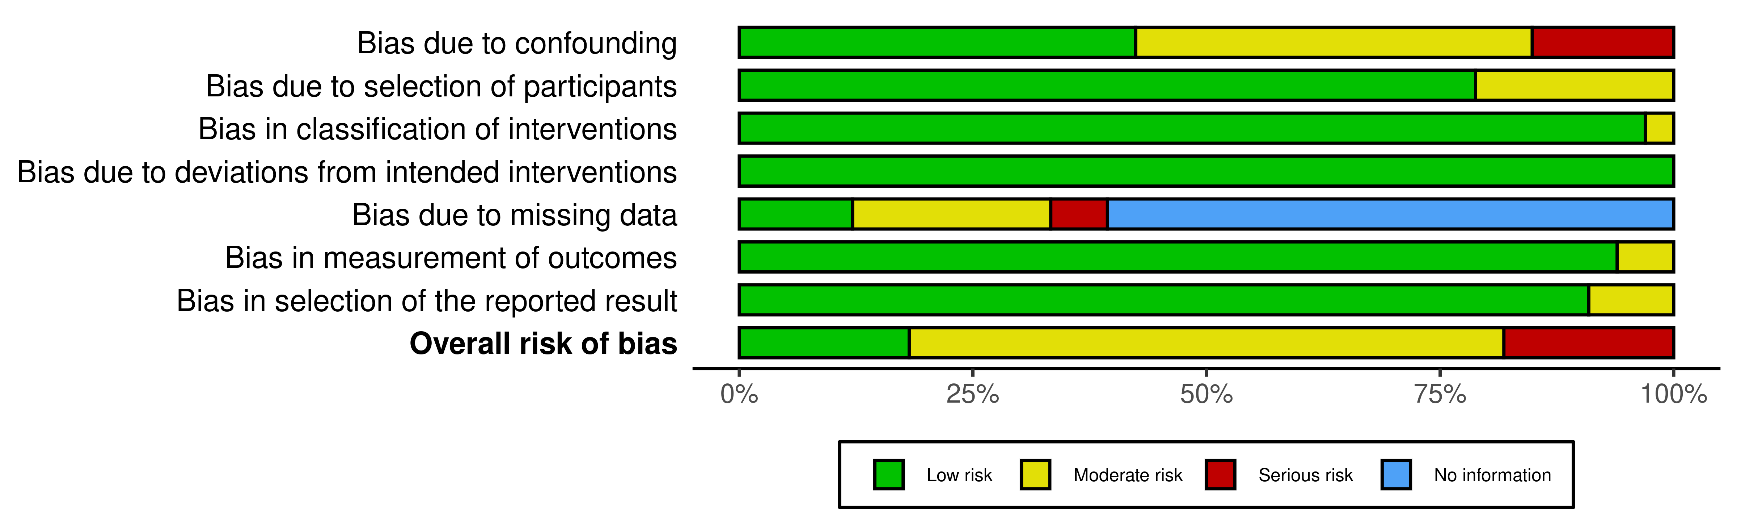 Bias due to confounding
Bias due to selection of participants
Bias in classification of interventions
Bias due to deviations from intended interventions
Bias due to missing data
Bias in measurement of outcomes
Bias in selection of the reported result
Overall risk of bias
0% 25% 50% 75% 100%
Low risk Moderate risk Serious risk No information